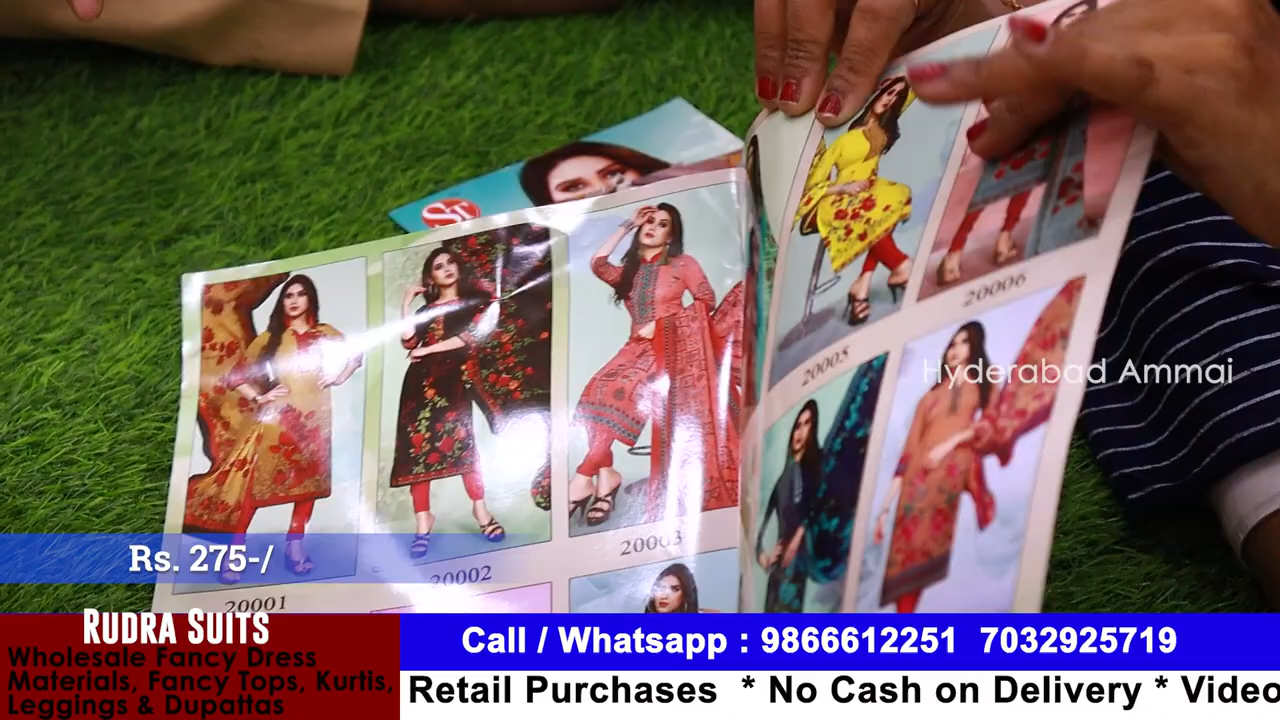 Sr
20006
20005
Hyderabad Ammai
20003
20002
20001
Rs. 275-/
RUDRA SUITS
Wholesale Fancy Dress
Materials, Fancy Tops, Kurtis,
Leggings & Dupattas
Call / Whatsapp : 9866612251 7032925719
Retail Purchases * No Cash on Delivery * Video